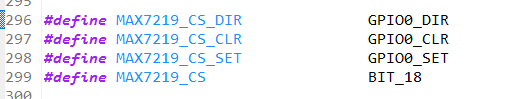 295
296 #define MAX7219_CS_DIR GPIO0_DIR
297 #define MAX7219_CS_CLR GPIO0_CLR
298 #define MAX7219_CS_SET GPIO0_SET
299 #define MAX7219_CS BIT_18
300